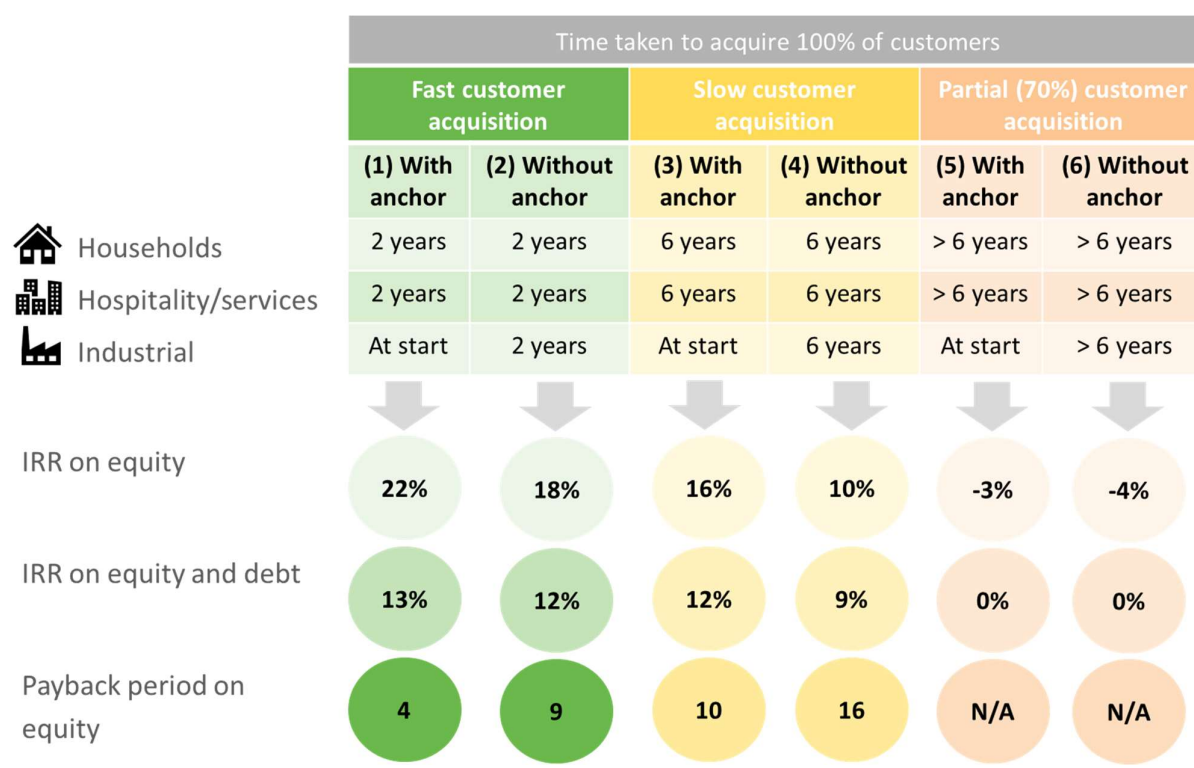 Time taken to acquire 100% of customers
Fast customer acquisition
Slow customer acquisition
Partial (70%) customer acquisition
(1) With anchor
(2) Without anchor
(3) With anchor
(4) Without anchor
(5) With anchor
(6) Without anchor
Households
2 years
2 years
6 years
6 years
> 6 years
> 6 years
Hospitality/services
2 years
2 years
6 years
6 years
> 6 years
> 6 years
Industrial
At start
2 years
At start
6 years
At start
> 6 years
IRR on equity
22%
18%
16%
10%
-3%
-4%
IRR on equity and debt
13%
12%
12%
9%
0%
0%
Payback period on
equity
4
9
10
16
N/A
N/A